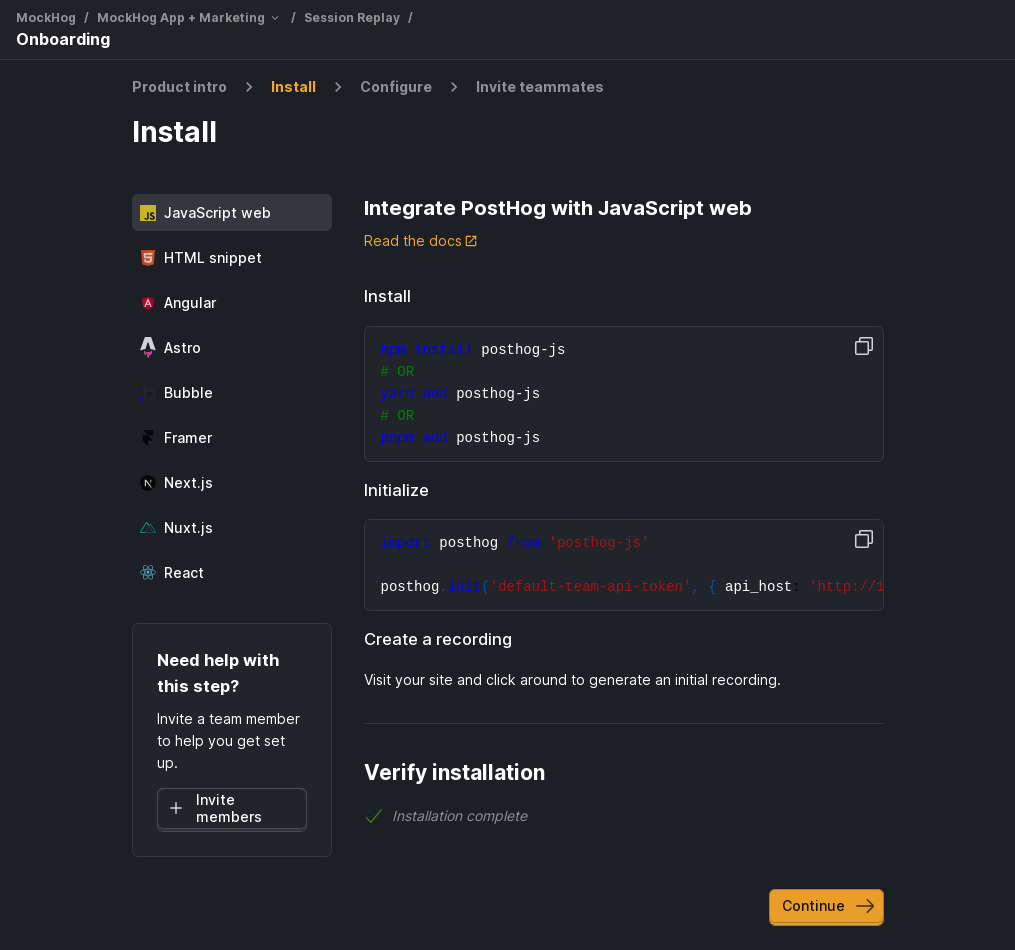 MockHog / MockHog App + Marketing / Session Replay /
Onboarding
Product intro > Install > Configure > Invite teammates
Install
JS JavaScript web
HTML snippet
Angular
Astro
Bubble
Framer
Next.js
Nuxt.js
React
Need help with
this step?
Invite a team member
to help you get set
up.
Invite
members
Integrate PostHog with JavaScript web
Read the docs
Install
npm install posthog-js
# OR
yarn add posthog-js
# OR
pnpm add posthog-js
Initialize
import posthog from 'posthog-js'
posthog.init('default-team-api-token', { api_host: 'http://1
Create a recording
Visit your site and click around to generate an initial recording.
Verify installation
Installation complete
Continue